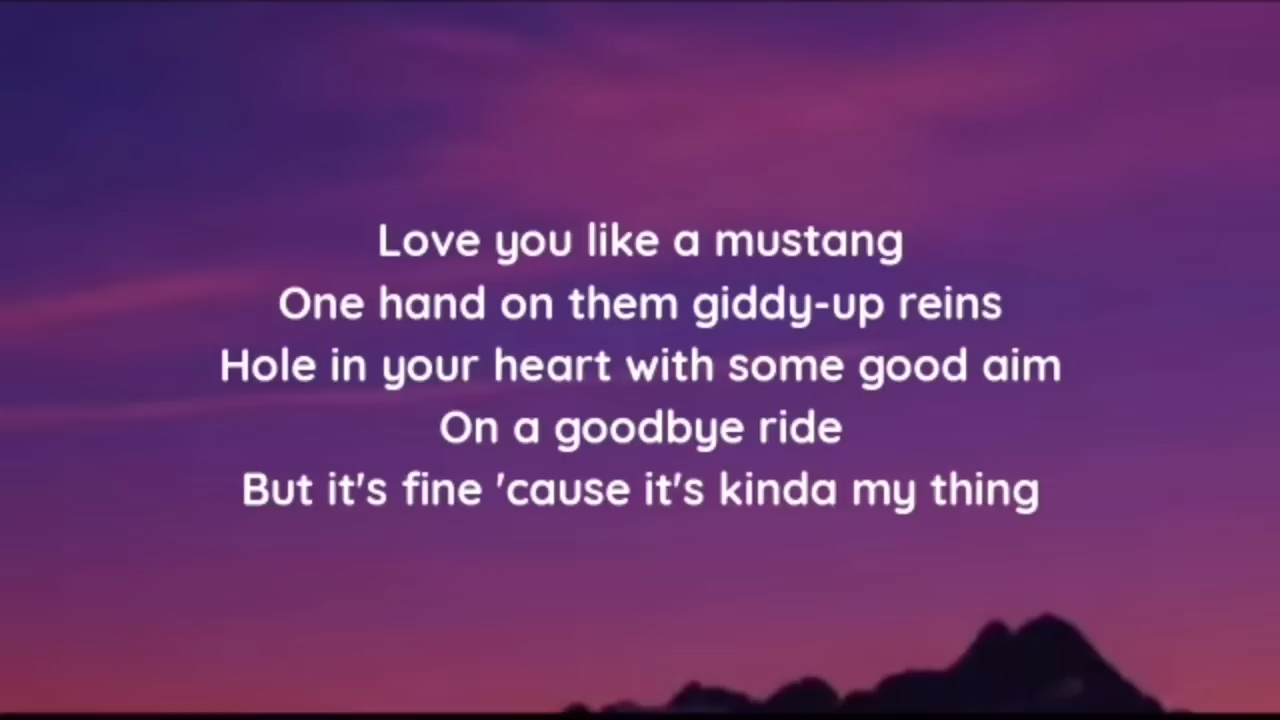 Love you like a mustang
One hand on them giddy-up reins
Hole in your heart with some good aim
On a goodbye ride
But it's fine 'cause it's kinda my thing